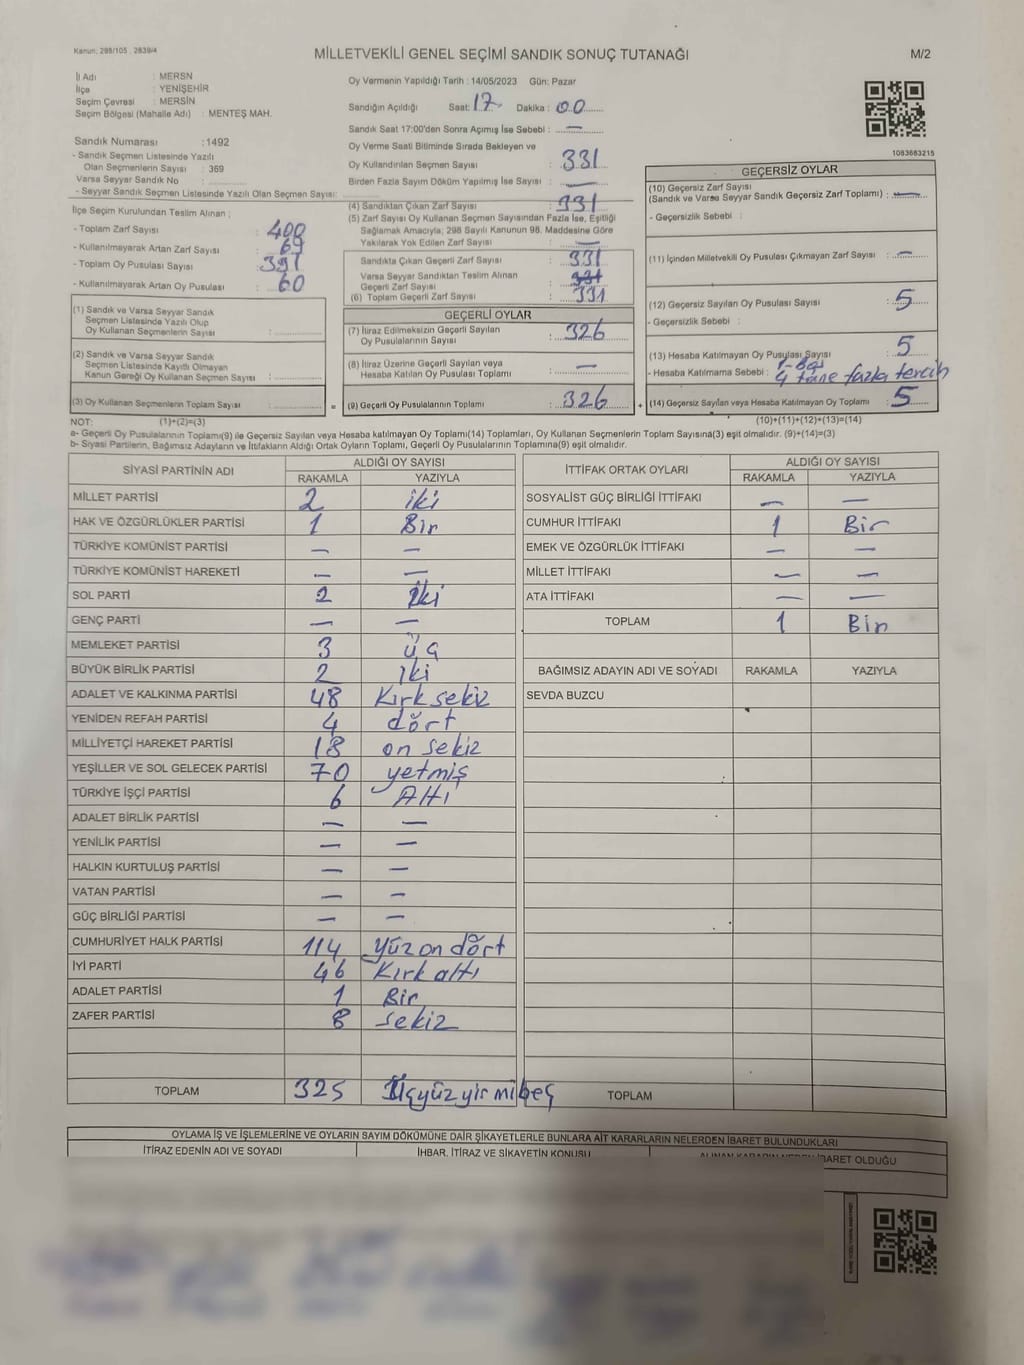 Kanun: 298/105 , 2839/4
MİLLETVEKİLİ GENEL SEÇİMİ SANDIK SONUÇ TUTANAĞI
M/2
İl Adı : MERSN
İlçe : YENİŞEHİR
Seçim Çevresi : MERSİN
Seçim Bölgesi (Mahalle Adı) : MENTEŞ MAH.
Sandık Numarası :1492
- Sandık Seçmen Listesinde Yazılı
Olan Seçmenlerin Sayısı : 369
Varsa Seyyar Sandık No :
- Seyyar Sandık Seçmen Listesinde Yazılı Olan Seçmen Sayısı:
İlçe Seçim Kurulundan Teslim Alınan ;
- Toplam Zarf Sayısı : 400
- Kullanılmayarak Artan Zarf Sayısı : 69
- Toplam Oy Pusulası Sayısı : 391
- Kullanılmayarak Artan Oy Pusulası : 60
(1) Sandık ve Varsa Seyyar Sandık
Seçmen Listesinde Yazılı Olup
Oy Kullanan Seçmenlerin Sayısı :
(2) Sandık ve Varsa Seyyar Sandık
Seçmen Listesinde Kayıtlı Olmayan
Kanun Gereği Oy Kullanan Seçmen Sayısı :
(3) Oy Kullanan Seçmenlerin Toplam Sayısı : =
Oy Vermenin Yapıldığı Tarih : 14/05/2023 Gün: Pazar
Sandığın Açıldığı Saat: 17 Dakika : 00
Sandık Saat 17:00'den Sonra Açımış İse Sebebi : —
Oy Verme Saati Bitiminde Sırada Bekleyen ve
Oy Kullandırılan Seçmen Sayısı : 331
Birden Fazla Sayım Döküm Yapılmış İse Sayısı : —
(4) Sandıktan Çıkan Zarf Sayısı : 331
(5) Zarf Sayısı Oy Kullanan Seçmen Sayısından Fazla İse, Eşitliği
Sağlamak Amacıyla; 298 Sayılı Kanunun 98. Maddesine Göre
Yakılarak Yok Edilen Zarf Sayısı : —
Sandıkta Çıkan Geçerli Zarf Sayısı : 331
Varsa Seyyar Sandıktan Teslim Alınan
Geçerli Zarf Sayısı :
(6) Toplam Geçerli Zarf Sayısı : 331
GEÇERLİ OYLAR
(7) İtiraz Edilmeksizin Geçerli Sayılan
Oy Pusulalarının Sayısı : 326
(8) İtiraz Üzerine Geçerli Sayılan veya
Hesaba Katılan Oy Pusulası Toplamı : —
(9) Geçerli Oy Pusulalarının Toplamı : 326 +
1083683215
GEÇERSİZ OYLAR
(10) Geçersiz Zarf Sayısı
(Sandık ve Varsa Seyyar Sandık Geçersiz Zarf Toplamı) : —
- Geçersizlik Sebebi :
(11) İçinden Milletvekili Oy Pusulası Çıkmayan Zarf Sayısı : —
(12) Geçersiz Sayılan Oy Pusulası Sayısı : 5
- Geçersizlik Sebebi :
(13) Hesaba Katılmayan Oy Pusulası Sayısı : 5
- Hesaba Katılmama Sebebi : 1-Boş
4 tane fazla tercih
(14) Geçersiz Sayılan veya Hesaba Katılmayan Oy Toplamı : 5
NOT: (1)+(2)=(3) (10)+(11)+(12)+(13)=(14)
a- Geçerli Oy Pusulalarının Toplamı(9) ile Geçersiz Sayılan veya Hesaba katılmayan Oy Toplamı(14) Toplamları, Oy Kullanan Seçmenlerin Toplam Sayısına(3) eşit olmalıdır. (9)+(14)=(3)
b- Siyasi Partilerin, Bağımsız Adayların ve İttifakların Aldığı Ortak Oyların Toplamı, Geçerli Oy Pusulalarının Toplamına(9) eşit olmalıdır.
SİYASİ PARTİNİN ADI ALDIĞI OY SAYISI
RAKAMLA YAZIYLA
MİLLET PARTİSİ 2 iki
HAK VE ÖZGÜRLÜKLER PARTİSİ 1 Bir
TÜRKİYE KOMÜNİST PARTİSİ — —
TÜRKİYE KOMÜNİST HAREKETİ — —
SOL PARTİ 2 iki
GENÇ PARTİ — —
MEMLEKET PARTİSİ 3 üç
BÜYÜK BİRLİK PARTİSİ 2 iki
ADALET VE KALKINMA PARTİSİ 48 Kırk sekiz
YENİDEN REFAH PARTİSİ 4 dört
MİLLİYETÇİ HAREKET PARTİSİ 18 on sekiz
YEŞİLLER VE SOL GELECEK PARTİSİ 70 yetmiş
TÜRKİYE İŞÇİ PARTİSİ 6 Altı
ADALET BİRLİK PARTİSİ — —
YENİLİK PARTİSİ — —
HALKIN KURTULUŞ PARTİSİ — —
VATAN PARTİSİ — —
GÜÇ BİRLİĞİ PARTİSİ — —
CUMHURİYET HALK PARTİSİ 114 yüz on dört
İYİ PARTİ 46 Kırk altı
ADALET PARTİSİ 1 Bir
ZAFER PARTİSİ 8 sekiz
TOPLAM 325 Üçyüz yirmibeş
İTTİFAK ORTAK OYLARI ALDIĞI OY SAYISI
RAKAMLA YAZIYLA
SOSYALİST GÜÇ BİRLİĞİ İTTİFAKI — —
CUMHUR İTTİFAKI 1 Bir
EMEK VE ÖZGÜRLÜK İTTİFAKI — —
MİLLET İTTİFAKI — —
ATA İTTİFAKI — —
TOPLAM 1 Bir
BAĞIMSIZ ADAYIN ADI VE SOYADI RAKAMLA YAZIYLA
SEVDA BUZCU
TOPLAM
OYLAMA İŞ VE İŞLEMLERİNE VE OYLARIN SAYIM DÖKÜMÜNE DAİR ŞİKAYETLERLE BUNLARA AİT KARARLARIN NELERDEN İBARET BULUNDUKLARI
İTİRAZ EDENİN ADI VE SOYADI İHBAR, İTİRAZ VE ŞİKAYETİN KONUSU İBARET OLDUĞU